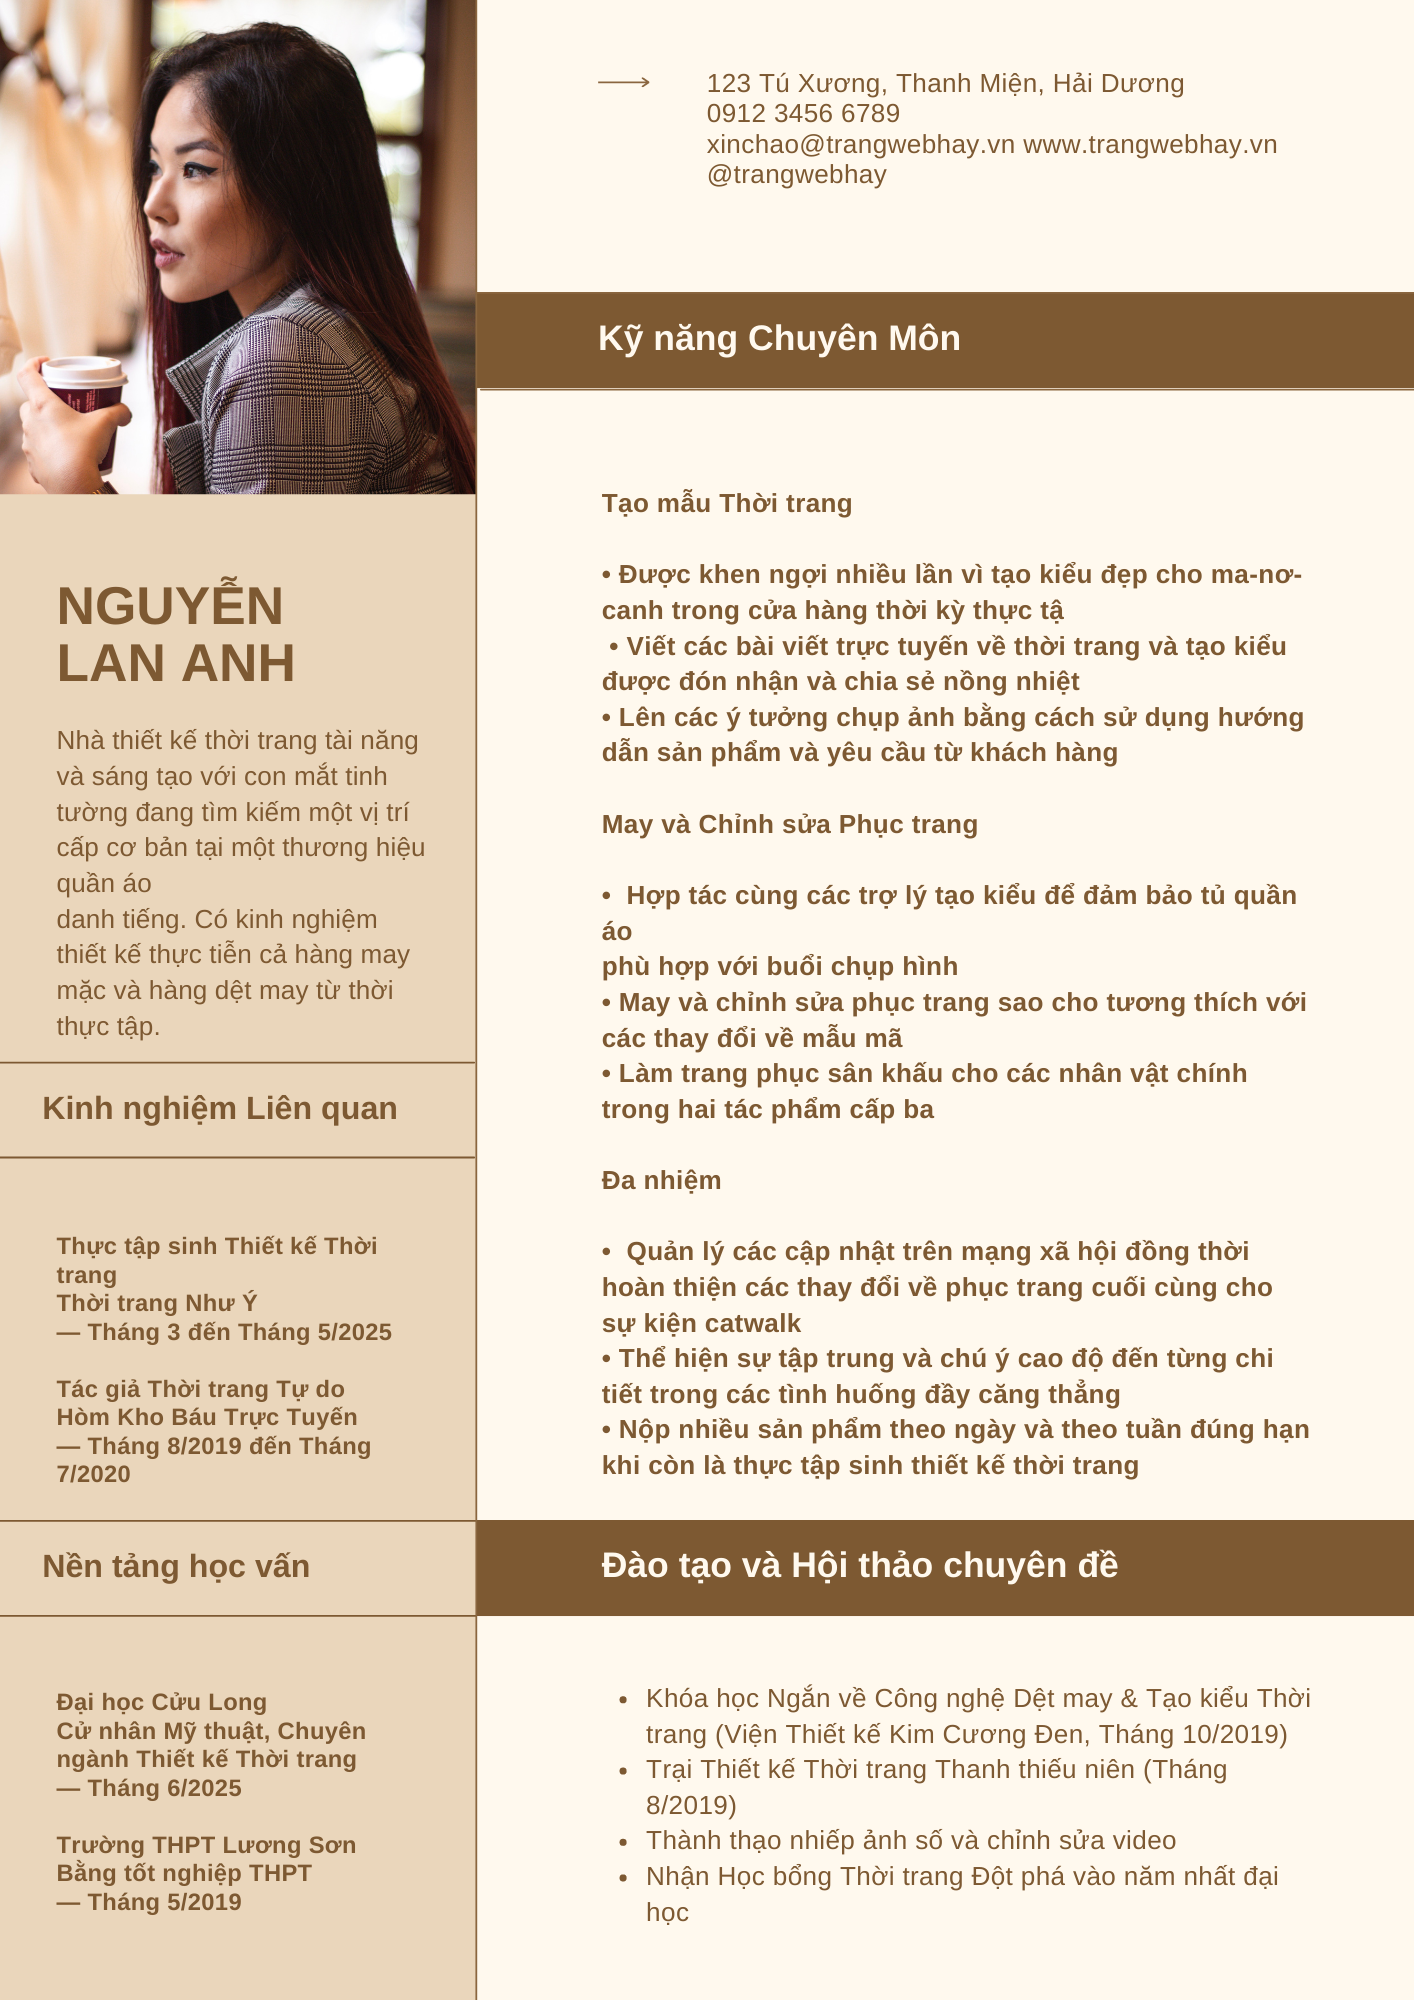 123 Tú Xương, Thanh Miện, Hải Dương
0912 3456 6789
xinchao@trangwebhay.vn www.trangwebhay.vn
@trangwebhay
NGUYỄN
LAN ANH
Nhà thiết kế thời trang tài năng
và sáng tạo với con mắt tinh
tường đang tìm kiếm một vị trí
cấp cơ bản tại một thương hiệu
quần áo
danh tiếng. Có kinh nghiệm
thiết kế thực tiễn cả hàng may
mặc và hàng dệt may từ thời
thực tập.
Kinh nghiệm Liên quan
Thực tập sinh Thiết kế Thời
trang
Thời trang Như Ý
— Tháng 3 đến Tháng 5/2025
Tác giả Thời trang Tự do
Hòm Kho Báu Trực Tuyến
— Tháng 8/2019 đến Tháng
7/2020
Nền tảng học vấn
Đại học Cửu Long
Cử nhân Mỹ thuật, Chuyên
ngành Thiết kế Thời trang
— Tháng 6/2025
Trường THPT Lương Sơn
Bằng tốt nghiệp THPT
— Tháng 5/2019
Kỹ năng Chuyên Môn
Tạo mẫu Thời trang
• Được khen ngợi nhiều lần vì tạo kiểu đẹp cho ma-nơ-
canh trong cửa hàng thời kỳ thực tậ
• Viết các bài viết trực tuyến về thời trang và tạo kiểu
được đón nhận và chia sẻ nồng nhiệt
• Lên các ý tưởng chụp ảnh bằng cách sử dụng hướng
dẫn sản phẩm và yêu cầu từ khách hàng
May và Chỉnh sửa Phục trang
• Hợp tác cùng các trợ lý tạo kiểu để đảm bảo tủ quần
áo
phù hợp với buổi chụp hình
• May và chỉnh sửa phục trang sao cho tương thích với
các thay đổi về mẫu mã
• Làm trang phục sân khấu cho các nhân vật chính
trong hai tác phẩm cấp ba
Đa nhiệm
• Quản lý các cập nhật trên mạng xã hội đồng thời
hoàn thiện các thay đổi về phục trang cuối cùng cho
sự kiện catwalk
• Thể hiện sự tập trung và chú ý cao độ đến từng chi
tiết trong các tình huống đầy căng thẳng
• Nộp nhiều sản phẩm theo ngày và theo tuần đúng hạn
khi còn là thực tập sinh thiết kế thời trang
Đào tạo và Hội thảo chuyên đề
• Khóa học Ngắn về Công nghệ Dệt may & Tạo kiểu Thời
trang (Viện Thiết kế Kim Cương Đen, Tháng 10/2019)
• Trại Thiết kế Thời trang Thanh thiếu niên (Tháng
8/2019)
• Thành thạo nhiếp ảnh số và chỉnh sửa video
• Nhận Học bổng Thời trang Đột phá vào năm nhất đại
học